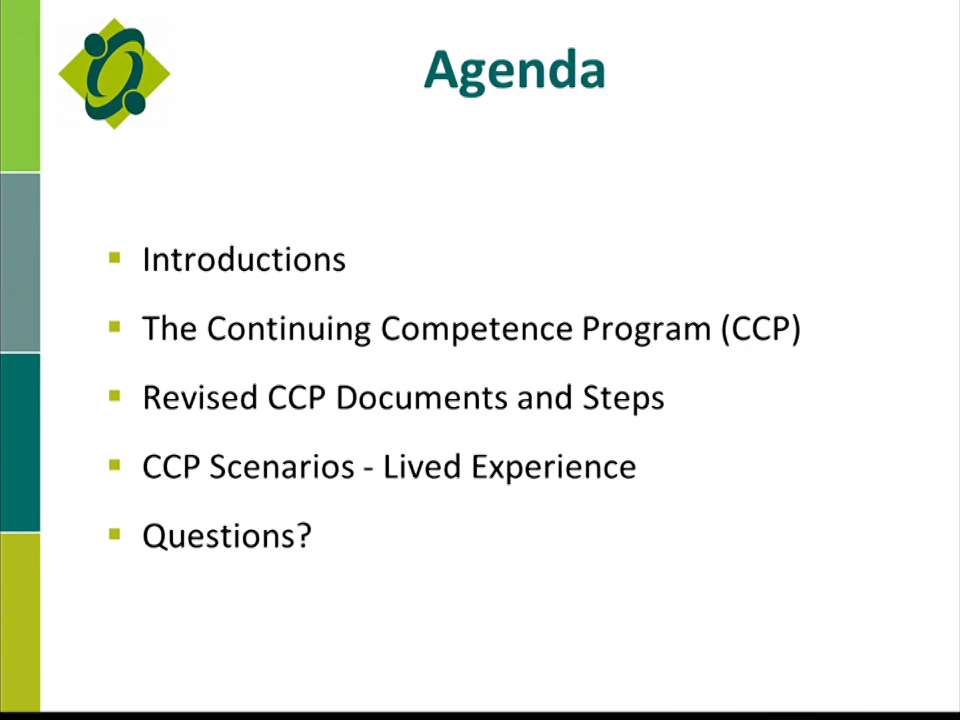 Agenda
Introductions
The Continuing Competence Program (CCP)
Revised CCP Documents and Steps
CCP Scenarios - Lived Experience
Questions?